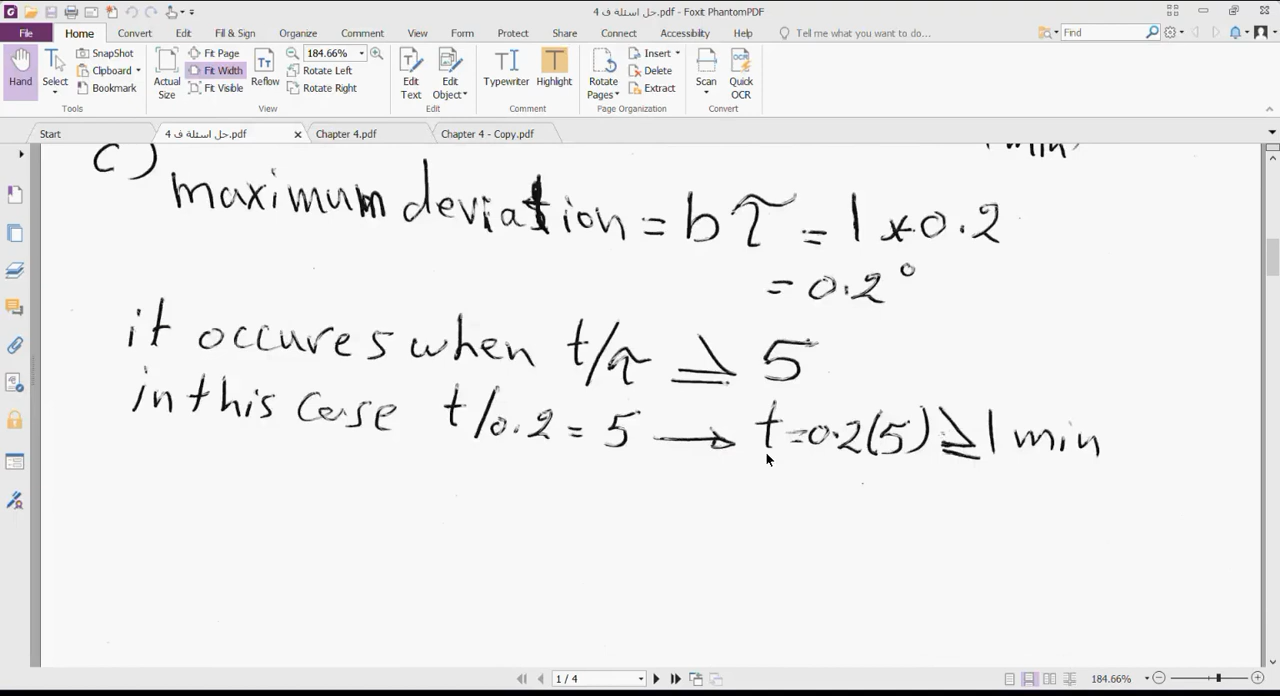 حل اسئلة ف 4.pdf - Foxit PhantomPDF
File Home Convert Edit Fill & Sign Organize Comment View Form Protect Share Connect Accessibility Help Tell me what you want to do... Find
Hand
Select
SnapShot
Clipboard
Bookmark
Tools
Actual Size
Fit Page
Fit Width
Fit Visible
Reflow
184.66%
Rotate Left
Rotate Right
View
Edit Text
Edit Object
Edit
Typewriter
Highlight
Comment
Rotate Pages
Insert
Delete
Extract
Page Organization
Scan
Quick OCR
Convert
Start حل اسئلة ف 4.pdf Chapter 4.pdf Chapter 4 - Copy.pdf
c) min
maximum deviation = bτ = 1 * 0.2
= 0.2°
it occures when t/τ ≥ 5
in this case t/0.2 = 5 → t=0.2(5) ≥ 1 min
1 / 4 184.66%